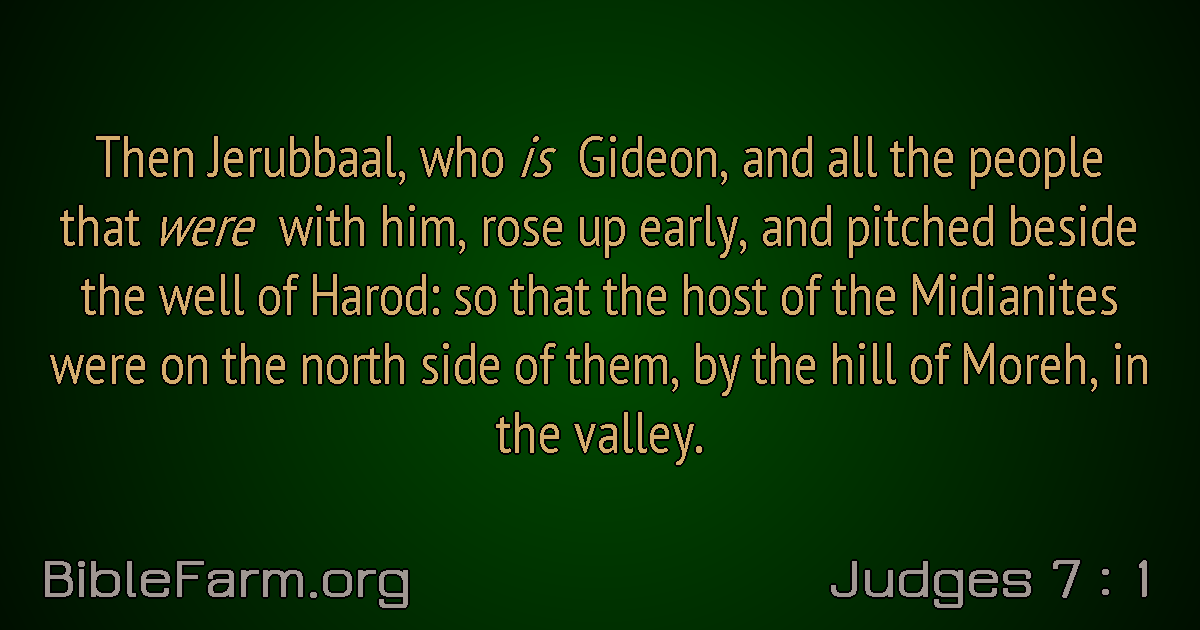 Then Jerubbaal, who is Gideon, and all the people
that were with him, rose up early, and pitched beside
the well of Harod: so that the host of the Midianites
were on the north side of them, by the hill of Moreh, in
the valley.
BibleFarm.org
Judges 7 : 1